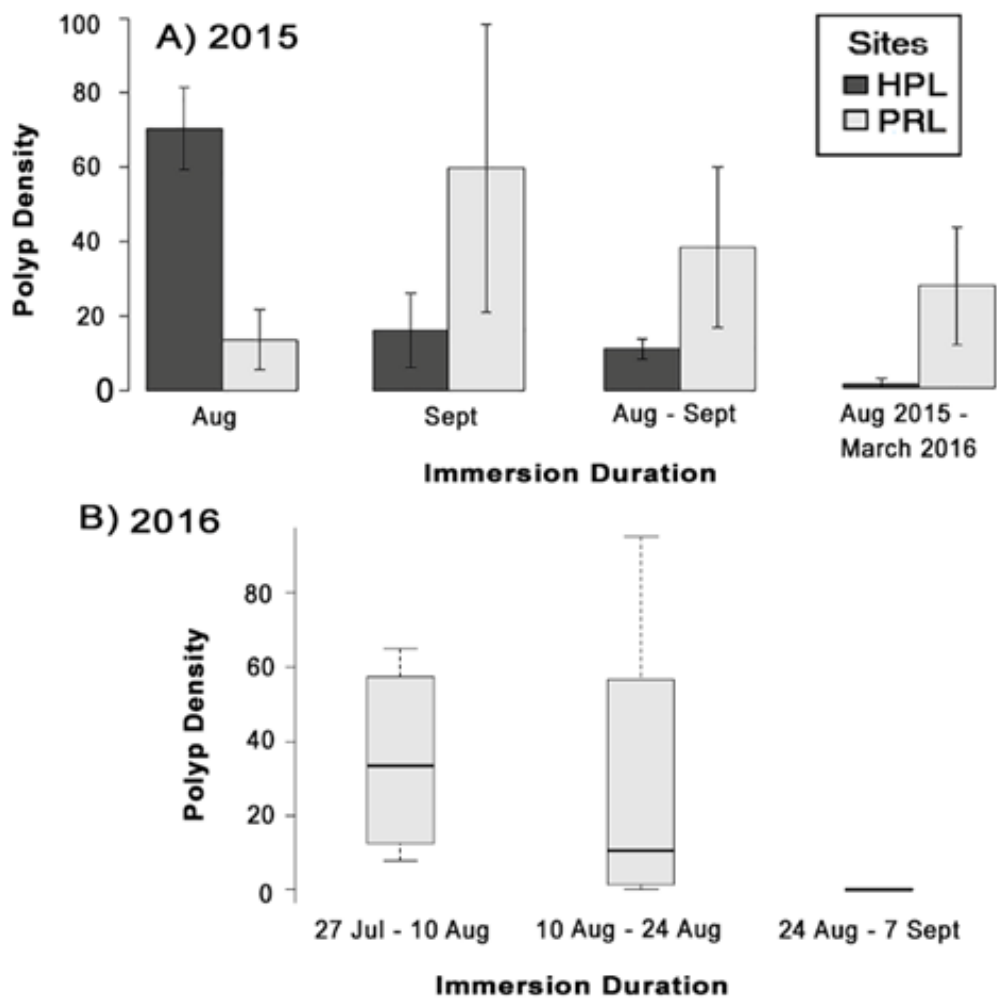 A) 2015
Sites
HPL
PRL
Polyp Density
100
80
60
40
20
0
Aug
Sept
Aug - Sept
Aug 2015 -
March 2016
Immersion Duration
B) 2016
Polyp Density
80
60
40
20
0
27 Jul - 10 Aug
10 Aug - 24 Aug
24 Aug - 7 Sept
Immersion Duration